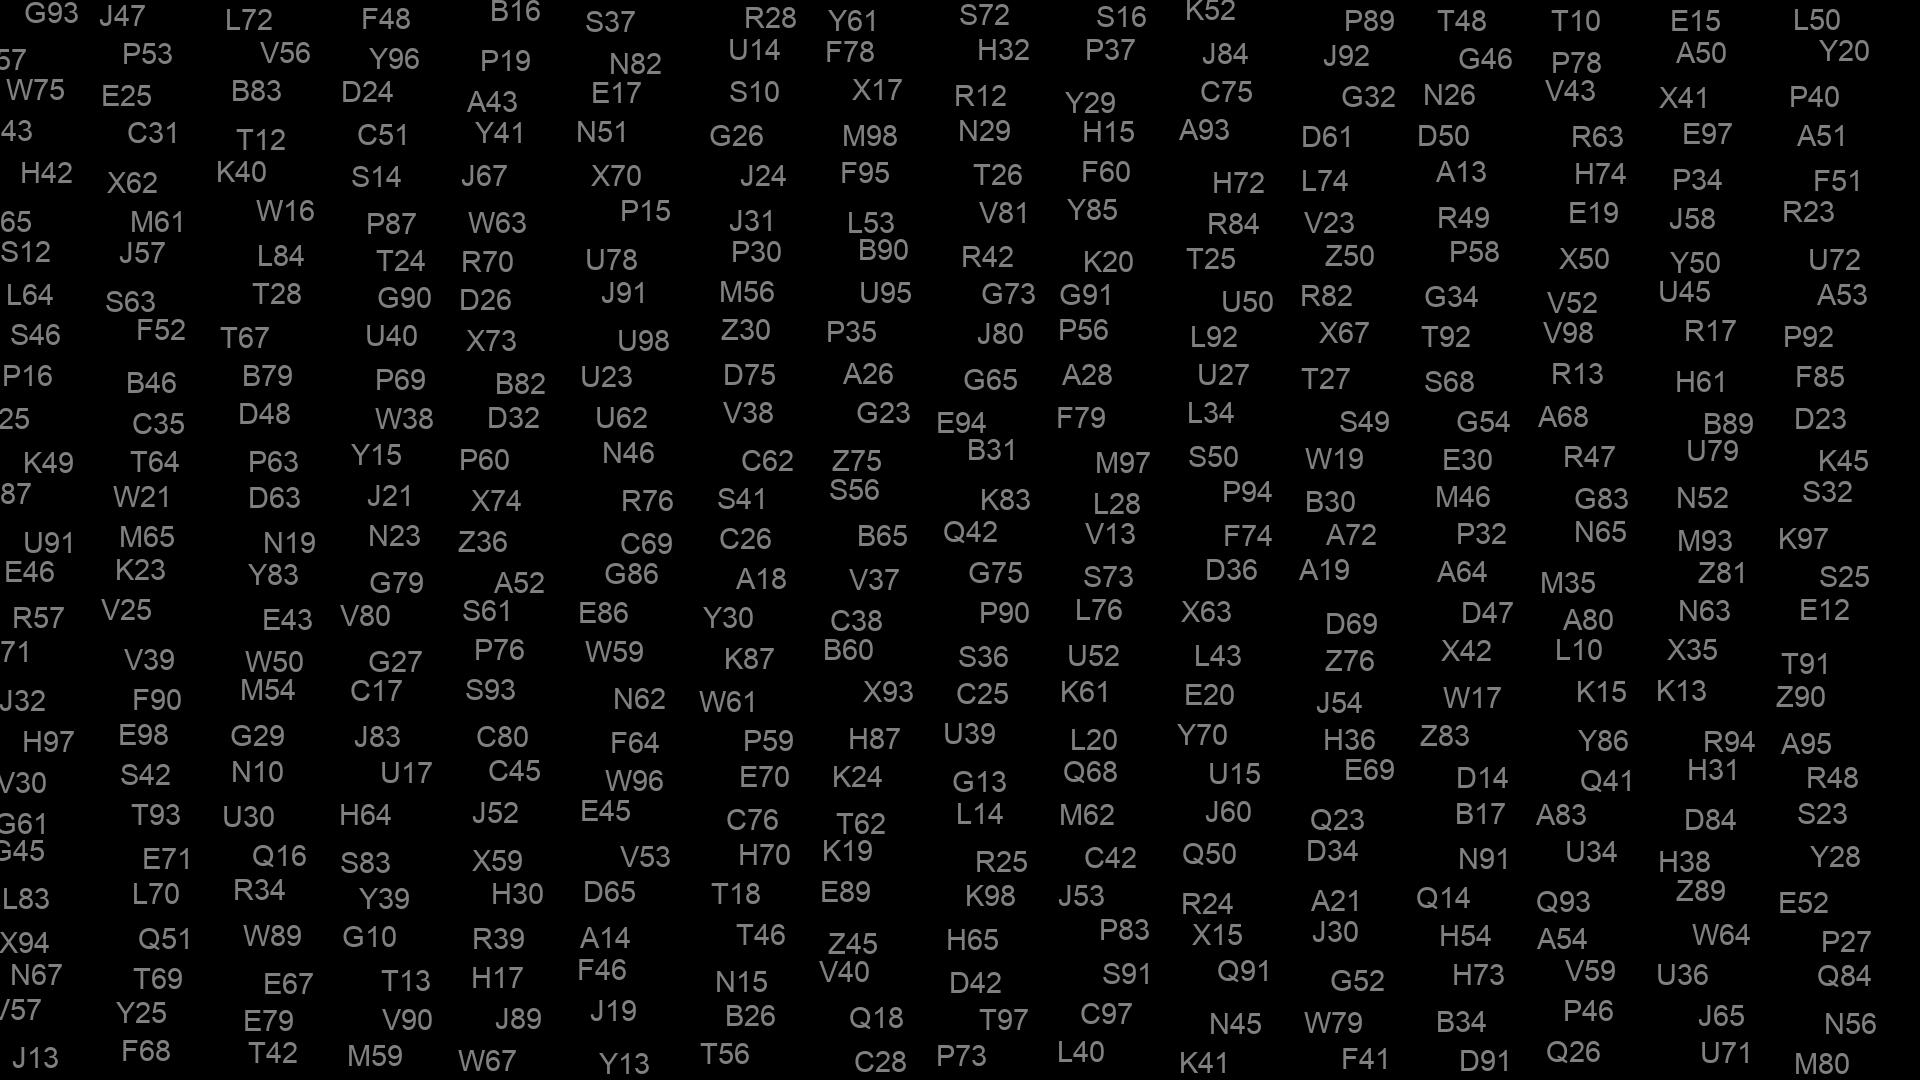 G93 J47 L72 F48 B16 S37 R28 Y61 S72 S16 K52 P89 T48 T10 E15 L50
57 P53 V56 Y96 P19 N82 U14 F78 H32 P37 J84 J92 G46 P78 A50 Y20
W75 E25 B83 D24 A43 E17 S10 X17 R12 Y29 C75 G32 N26 V43 X41 P40
43 C31 T12 C51 Y41 N51 G26 M98 N29 H15 A93 D61 D50 R63 E97 A51
H42 X62 K40 S14 J67 X70 J24 F95 T26 F60 H72 L74 A13 H74 P34 F51
65 M61 W16 P87 W63 P15 J31 L53 V81 Y85 R84 V23 R49 E19 J58 R23
S12 J57 L84 T24 R70 U78 P30 B90 R42 K20 T25 Z50 P58 X50 Y50 U72
L64 S63 T28 G90 D26 J91 M56 U95 G73 G91 U50 R82 G34 V52 U45 A53
S46 F52 T67 U40 X73 U98 Z30 P35 J80 P56 L92 X67 T92 V98 R17 P92
P16 B46 B79 P69 B82 U23 D75 A26 G65 A28 U27 T27 S68 R13 H61 F85
25 C35 D48 W38 D32 U62 V38 G23 E94 F79 L34 S49 G54 A68 B89 D23
K49 T64 P63 Y15 P60 N46 C62 Z75 B31 M97 S50 W19 E30 R47 U79 K45
87 W21 D63 J21 X74 R76 S41 S56 K83 L28 P94 B30 M46 G83 N52 S32
U91 M65 N19 N23 Z36 C69 C26 B65 Q42 V13 F74 A72 P32 N65 M93 K97
E46 K23 Y83 G79 A52 G86 A18 V37 G75 S73 D36 A19 A64 M35 Z81 S25
R57 V25 E43 V80 S61 E86 Y30 C38 P90 L76 X63 D69 D47 A80 N63 E12
71 V39 W50 G27 P76 W59 K87 B60 S36 U52 L43 Z76 X42 L10 X35 T91
J32 F90 M54 C17 S93 N62 W61 X93 C25 K61 E20 J54 W17 K15 K13 Z90
H97 E98 G29 J83 C80 F64 P59 H87 U39 L20 Y70 H36 Z83 Y86 R94 A95
V30 S42 N10 U17 C45 W96 E70 K24 G13 Q68 U15 E69 D14 Q41 H31 R48
G61 T93 U30 H64 J52 E45 C76 T62 L14 M62 J60 Q23 B17 A83 D84 S23
G45 E71 Q16 S83 X59 V53 H70 K19 R25 C42 Q50 D34 N91 U34 H38 Y28
L83 L70 R34 Y39 H30 D65 T18 E89 K98 J53 R24 A21 Q14 Q93 Z89 E52
X94 Q51 W89 G10 R39 A14 T46 Z45 H65 P83 X15 J30 H54 A54 W64 P27
N67 T69 E67 T13 H17 F46 N15 V40 D42 S91 Q91 G52 H73 V59 U36 Q84
V57 Y25 E79 V90 J89 J19 B26 Q18 T97 C97 N45 W79 B34 P46 J65 N56
J13 F68 T42 M59 W67 Y13 T56 C28 P73 L40 K41 F41 D91 Q26 U71 M80